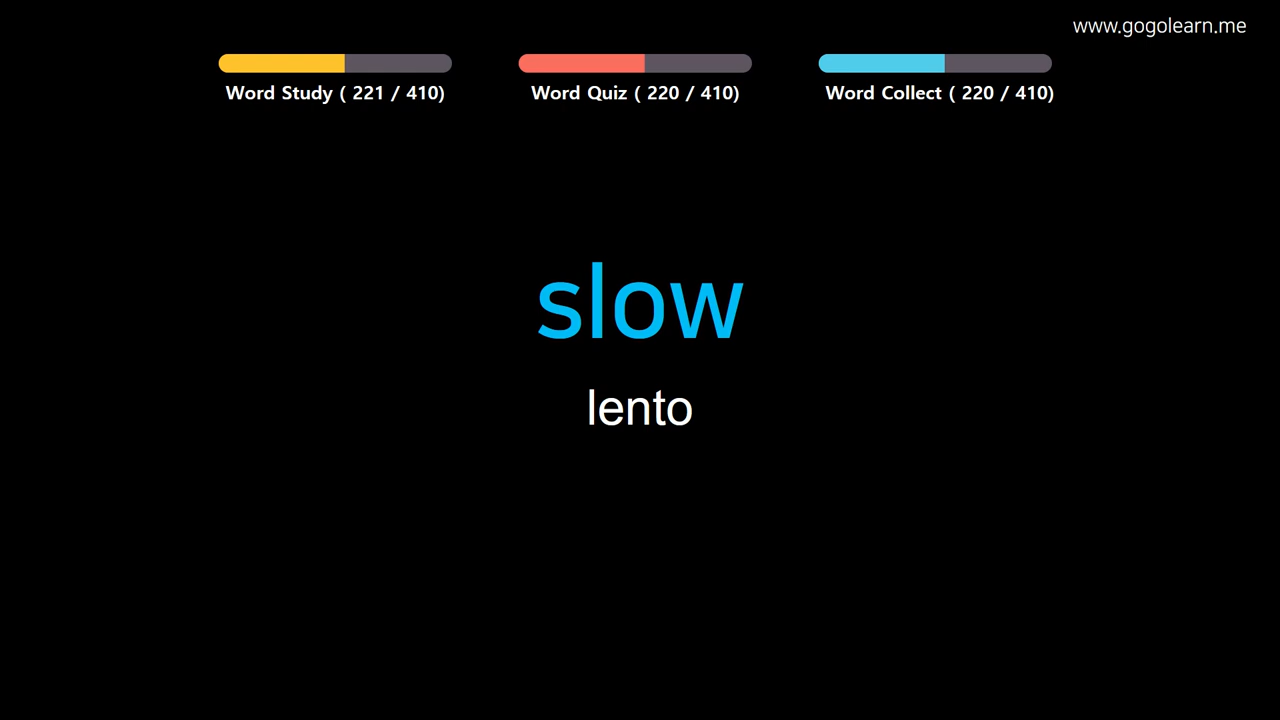 www.gogolearn.me
Word Study ( 221 / 410)
Word Quiz ( 220 / 410)
Word Collect ( 220 / 410)
slow
lento